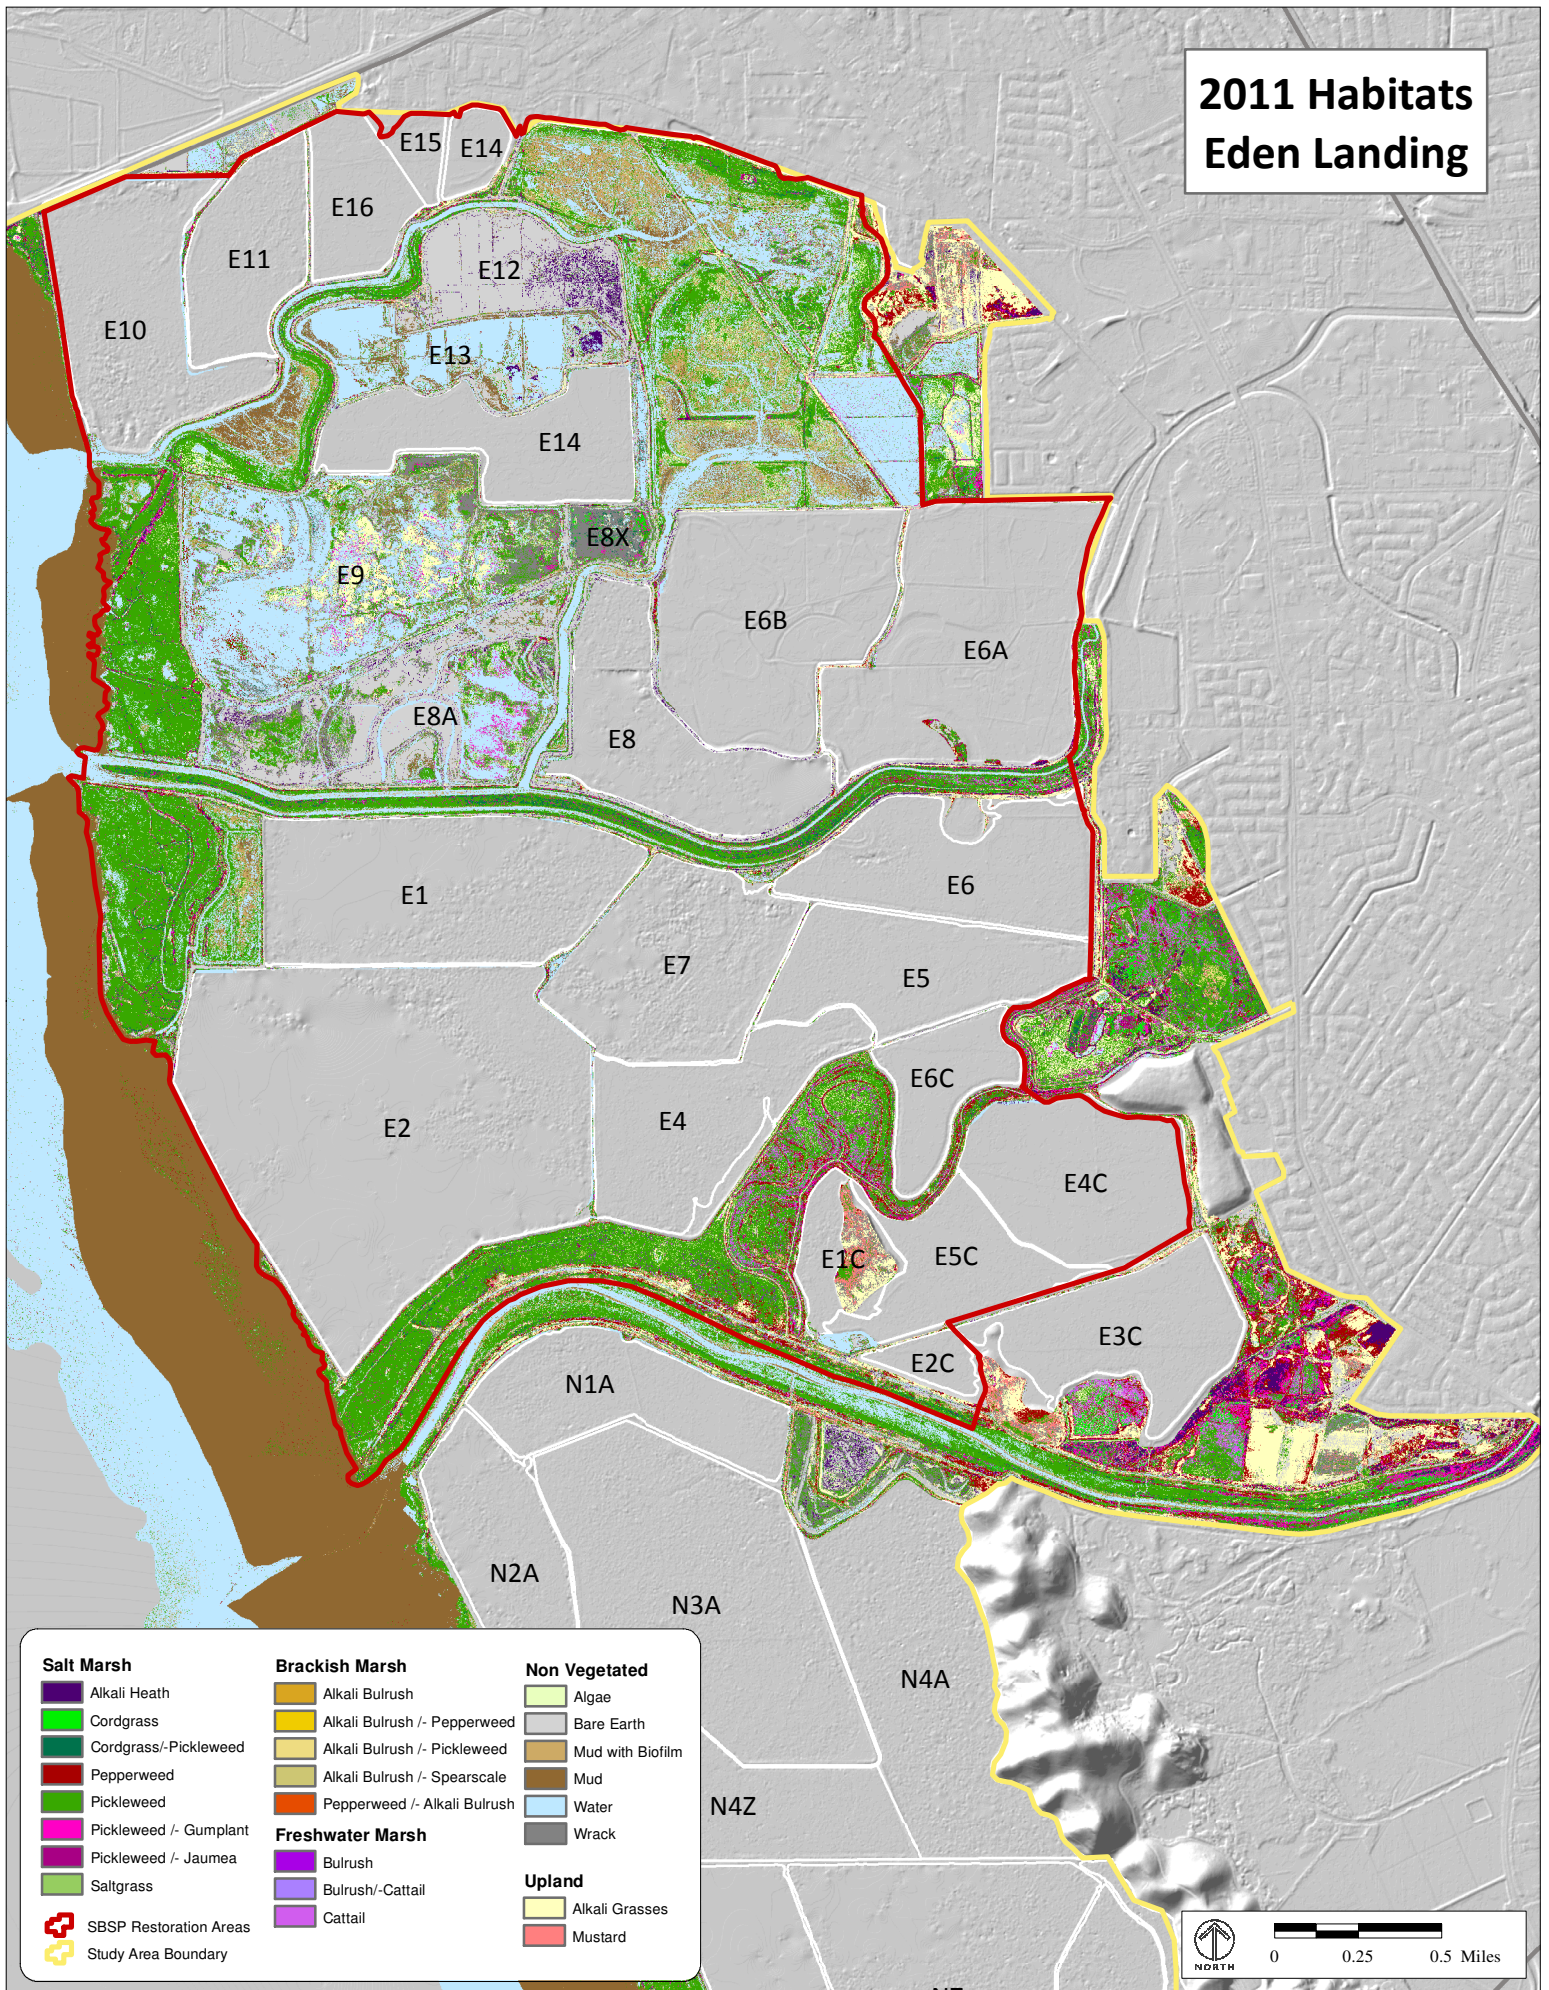 2011 Habitats
Eden Landing
E15
E14
E16
E11
E12
E10
E13
E14
E8X
E9
E6B
E6A
E8A
E8
E1
E6
E7
E5
E6C
E2
E4
E4C
E1C
E5C
E3C
E2C
N1A
N2A
N3A
N4A
N4Z
Salt Marsh
Alkali Heath
Cordgrass
Cordgrass/-Pickleweed
Pepperweed
Pickleweed
Pickleweed /- Gumplant
Pickleweed /- Jaumea
Saltgrass
SBSP Restoration Areas
Study Area Boundary
Brackish Marsh
Alkali Bulrush
Alkali Bulrush /- Pepperweed
Alkali Bulrush /- Pickleweed
Alkali Bulrush /- Spearscale
Pepperweed /- Alkali Bulrush
Freshwater Marsh
Bulrush
Bulrush/-Cattail
Cattail
Non Vegetated
Algae
Bare Earth
Mud with Biofilm
Mud
Water
Wrack
Upland
Alkali Grasses
Mustard
NORTH
0 0.25 0.5 Miles